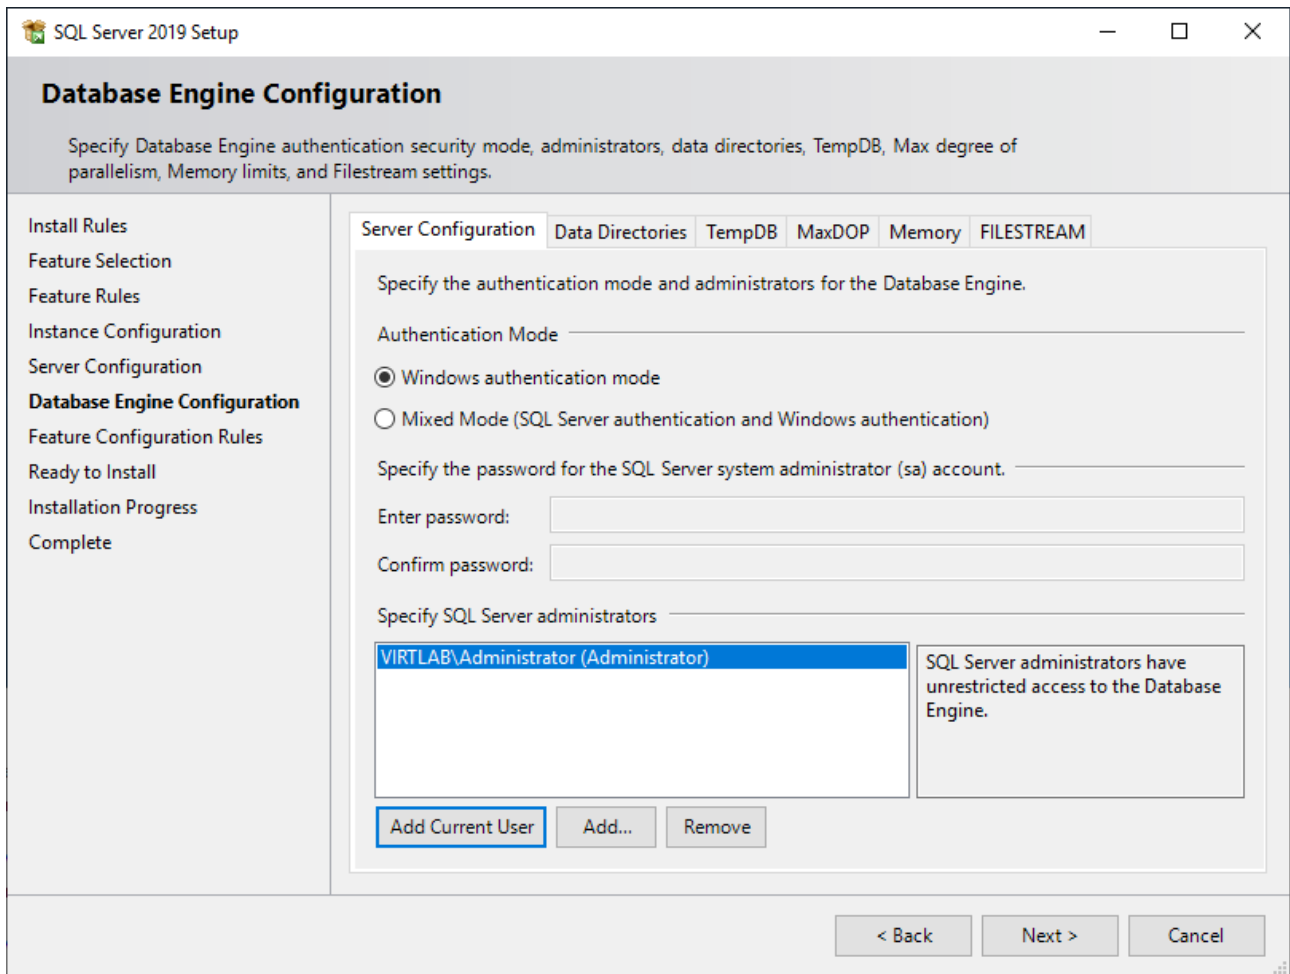 SQL Server 2019 Setup
Database Engine Configuration
Specify Database Engine authentication security mode, administrators, data directories, TempDB, Max degree of
parallelism, Memory limits, and Filestream settings.
Install Rules
Feature Selection
Feature Rules
Instance Configuration
Server Configuration
Database Engine Configuration
Feature Configuration Rules
Ready to Install
Installation Progress
Complete
Server Configuration Data Directories TempDB MaxDOP Memory FILESTREAM
Specify the authentication mode and administrators for the Database Engine.
Authentication Mode
Windows authentication mode
Mixed Mode (SQL Server authentication and Windows authentication)
Specify the password for the SQL Server system administrator (sa) account.
Enter password:
Confirm password:
Specify SQL Server administrators
VIRTLAB\Administrator (Administrator)
SQL Server administrators have
unrestricted access to the Database
Engine.
Add Current User Add... Remove
< Back Next > Cancel